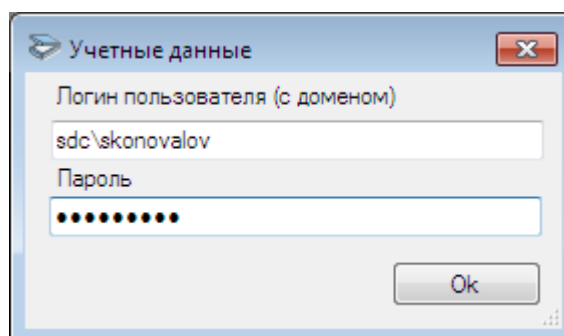 Учетные данные
Логин пользователя (с доменом)
sdc\skonovalov
Пароль
•••••••••
Ok